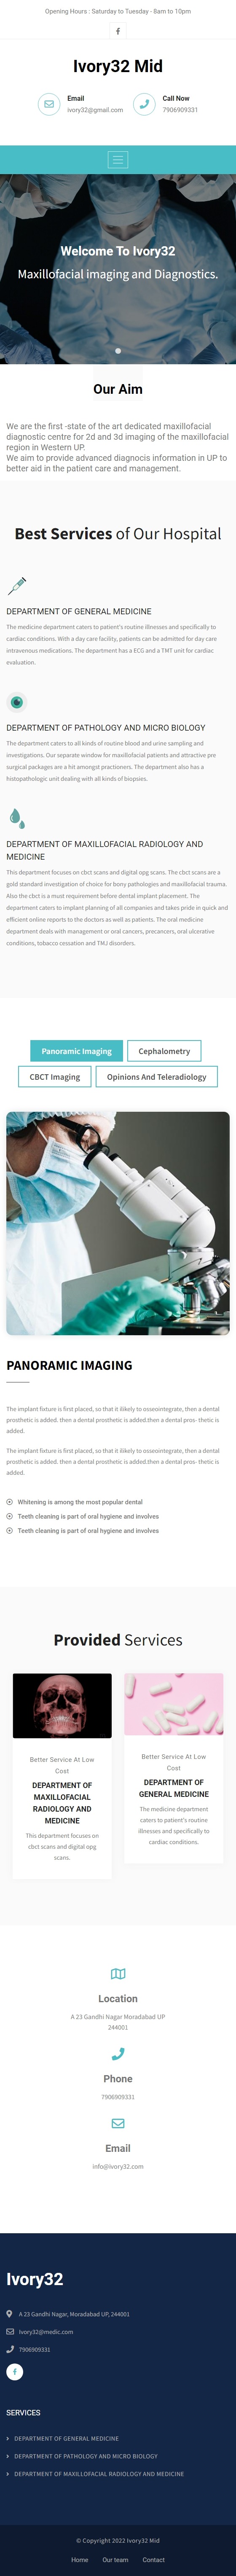 Opening Hours : Saturday to Tuesday - 8am to 10pm
Ivory32 Mid
Email
ivory32@gmail.com
Call Now
7906909331
Welcome To Ivory32
Maxillofacial imaging and Diagnostics.
Our Aim
We are the first -state of the art dedicated maxillofacial
diagnostic centre for 2d and 3d imaging of the maxillofacial
region in Western UP.
We aim to provide advanced diagnosis information in UP to
better aid in the patient care and management.
Best Services of Our Hospital
DEPARTMENT OF GENERAL MEDICINE
The medicine department caters to patient's routine illnesses and specifically to
cardiac conditions. With a day care facility, patients can be admitted for day care
intravenous medications. The department has a ECG and a TMT unit for cardiac
evaluation.
DEPARTMENT OF PATHOLOGY AND MICRO BIOLOGY
The department caters to all kinds of routine blood and urine sampling and
investigations. Our separate window for maxillofacial patients and attractive pre
surgical packages are a hit amongst practioners. The department also has a
histopathologic unit dealing with all kinds of biopsies.
DEPARTMENT OF MAXILLOFACIAL RADIOLOGY AND
MEDICINE
This department focuses on cbct scans and digital opg scans. The cbct scans are a
gold standard investigation of choice for bony pathologies and maxillofacial trauma.
Also the cbct is a must requirement before dental implant placement. The
department caters to implant planning of all companies and takes pride in quick and
efficient online reports to the doctors as well as patients. The oral medicine
department deals with management or oral cancers, precancers, oral ulcerative
conditions, tobacco cessation and TMJ disorders.
Panoramic Imaging
Cephalometry
CBCT Imaging
Opinions And Teleradiology
PANORAMIC IMAGING
The implant fixture is first placed, so that it ilikely to osseointegrate, then a dental
prosthetic is added. then a dental prosthetic is added.then a dental pros- thetic is
added.
The implant fixture is first placed, so that it ilikely to osseointegrate, then a dental
prosthetic is added. then a dental prosthetic is added.then a dental pros- thetic is
added.
Whitening is among the most popular dental
Teeth cleaning is part of oral hygiene and involves
Teeth cleaning is part of oral hygiene and involves
Provided Services
Better Service At Low
Cost
DEPARTMENT OF
MAXILLOFACIAL
RADIOLOGY AND
MEDICINE
This department focuses on
cbct scans and digital opg
scans.
Better Service At Low
Cost
DEPARTMENT OF
GENERAL MEDICINE
The medicine department
caters to patient's routine
illnesses and specifically to
cardiac conditions.
Location
A 23 Gandhi Nagar Moradabad UP
244001
Phone
7906909331
Email
info@ivory32.com
Ivory32
A 23 Gandhi Nagar, Moradabad UP, 244001
Ivory32@medic.com
7906909331
SERVICES
DEPARTMENT OF GENERAL MEDICINE
DEPARTMENT OF PATHOLOGY AND MICRO BIOLOGY
DEPARTMENT OF MAXILLOFACIAL RADIOLOGY AND MEDICINE
© Copyright 2022 Ivory32 Mid
Home Our team Contact